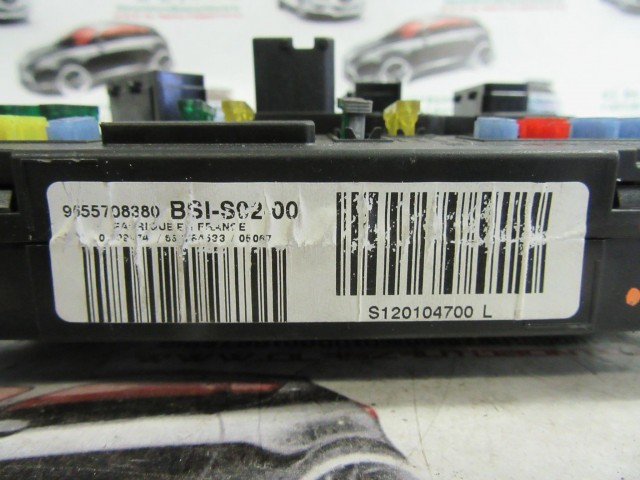 9655708380 BSI-S02-00
FABRIQUE EN FRANCE
S120104700 L